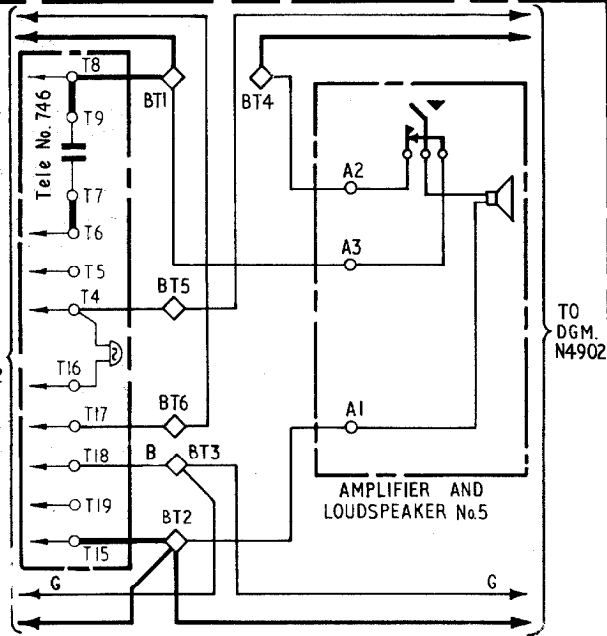 T8
BT1
BT4
Tele No. 746
T9
A2
T7
T6
A3
T5
BT5
T4
TO
DGM.
N4902
T16
BT6
A1
T17
B
BT3
T18
AMPLIFIER AND
LOUDSPEAKER No.5
T19
BT2
T15
G
G